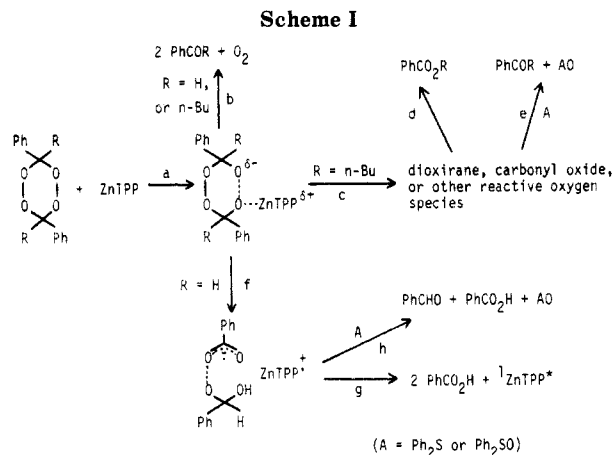 Scheme I
2 PhCOR + O2
R = H,
or n-Bu
b
PhCO2R
PhCOR + AO
d
e
A
Ph
R
O
O
O
O
R
Ph
+ ZnTPP
a
Ph
R
O
Oδ-
O
O···ZnTPPδ+
R
Ph
R = n-Bu
c
dioxirane, carbonyl oxide,
or other reactive oxygen
species
R = H
f
Ph
O
O
O
OH
Ph
H
ZnTPP+·
A
h
PhCHO + PhCO2H + AO
g
2 PhCO2H + 1ZnTPP*
(A = Ph2S or Ph2SO)